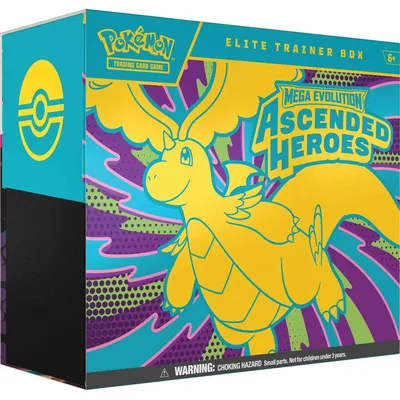 POKÉMON
TRADING CARD GAME
ELITE TRAINER BOX
6+
MEGA EVOLUTION
ASCENDED
HEROES
WARNING: CHOKING HAZARD Small parts. Not for children under 3 years.